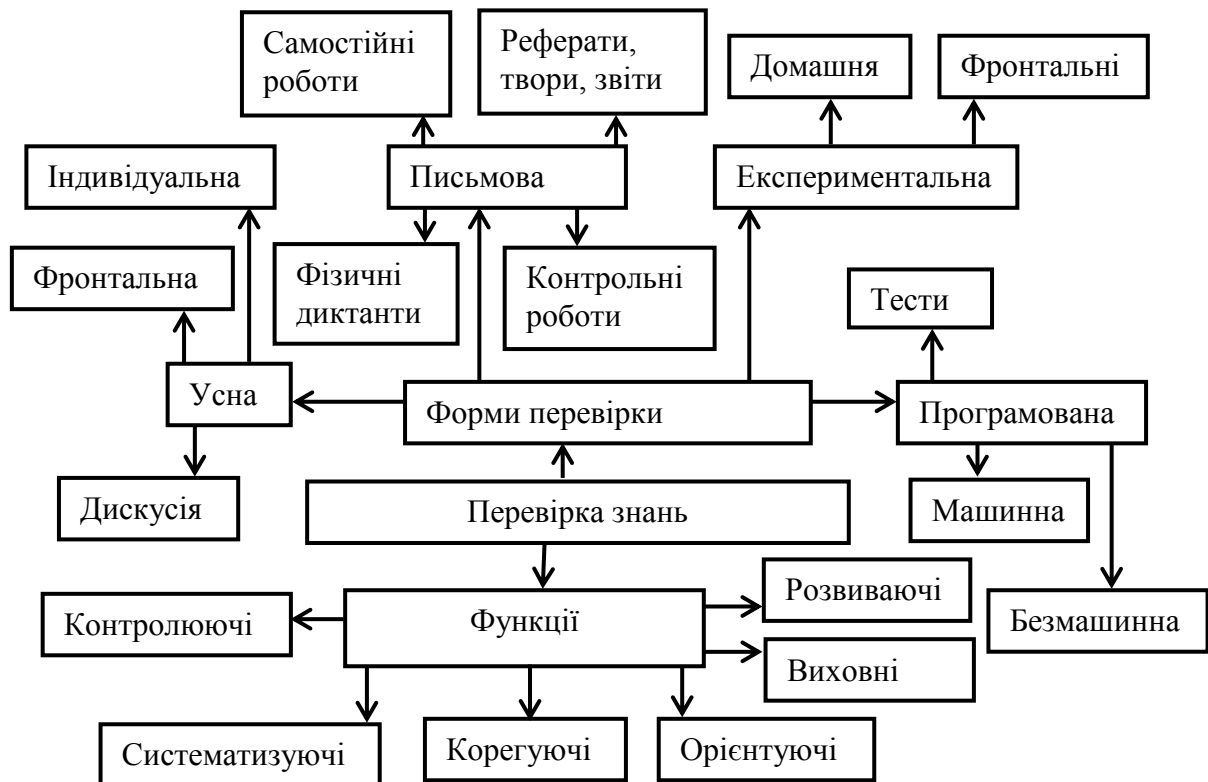 Самостійні
роботи
Реферати,
твори, звіти
Домашня
Фронтальні
Індивідуальна
Письмова
Експериментальна
Фронтальна
Фізичні
диктанти
Контрольні
роботи
Тести
Усна
Форми перевірки
Програмована
Дискусія
Перевірка знань
Машинна
Контролюючі
Функції
Розвиваючі
Безмашинна
Виховні
Систематизуючі
Корегуючі
Орієнтуючі